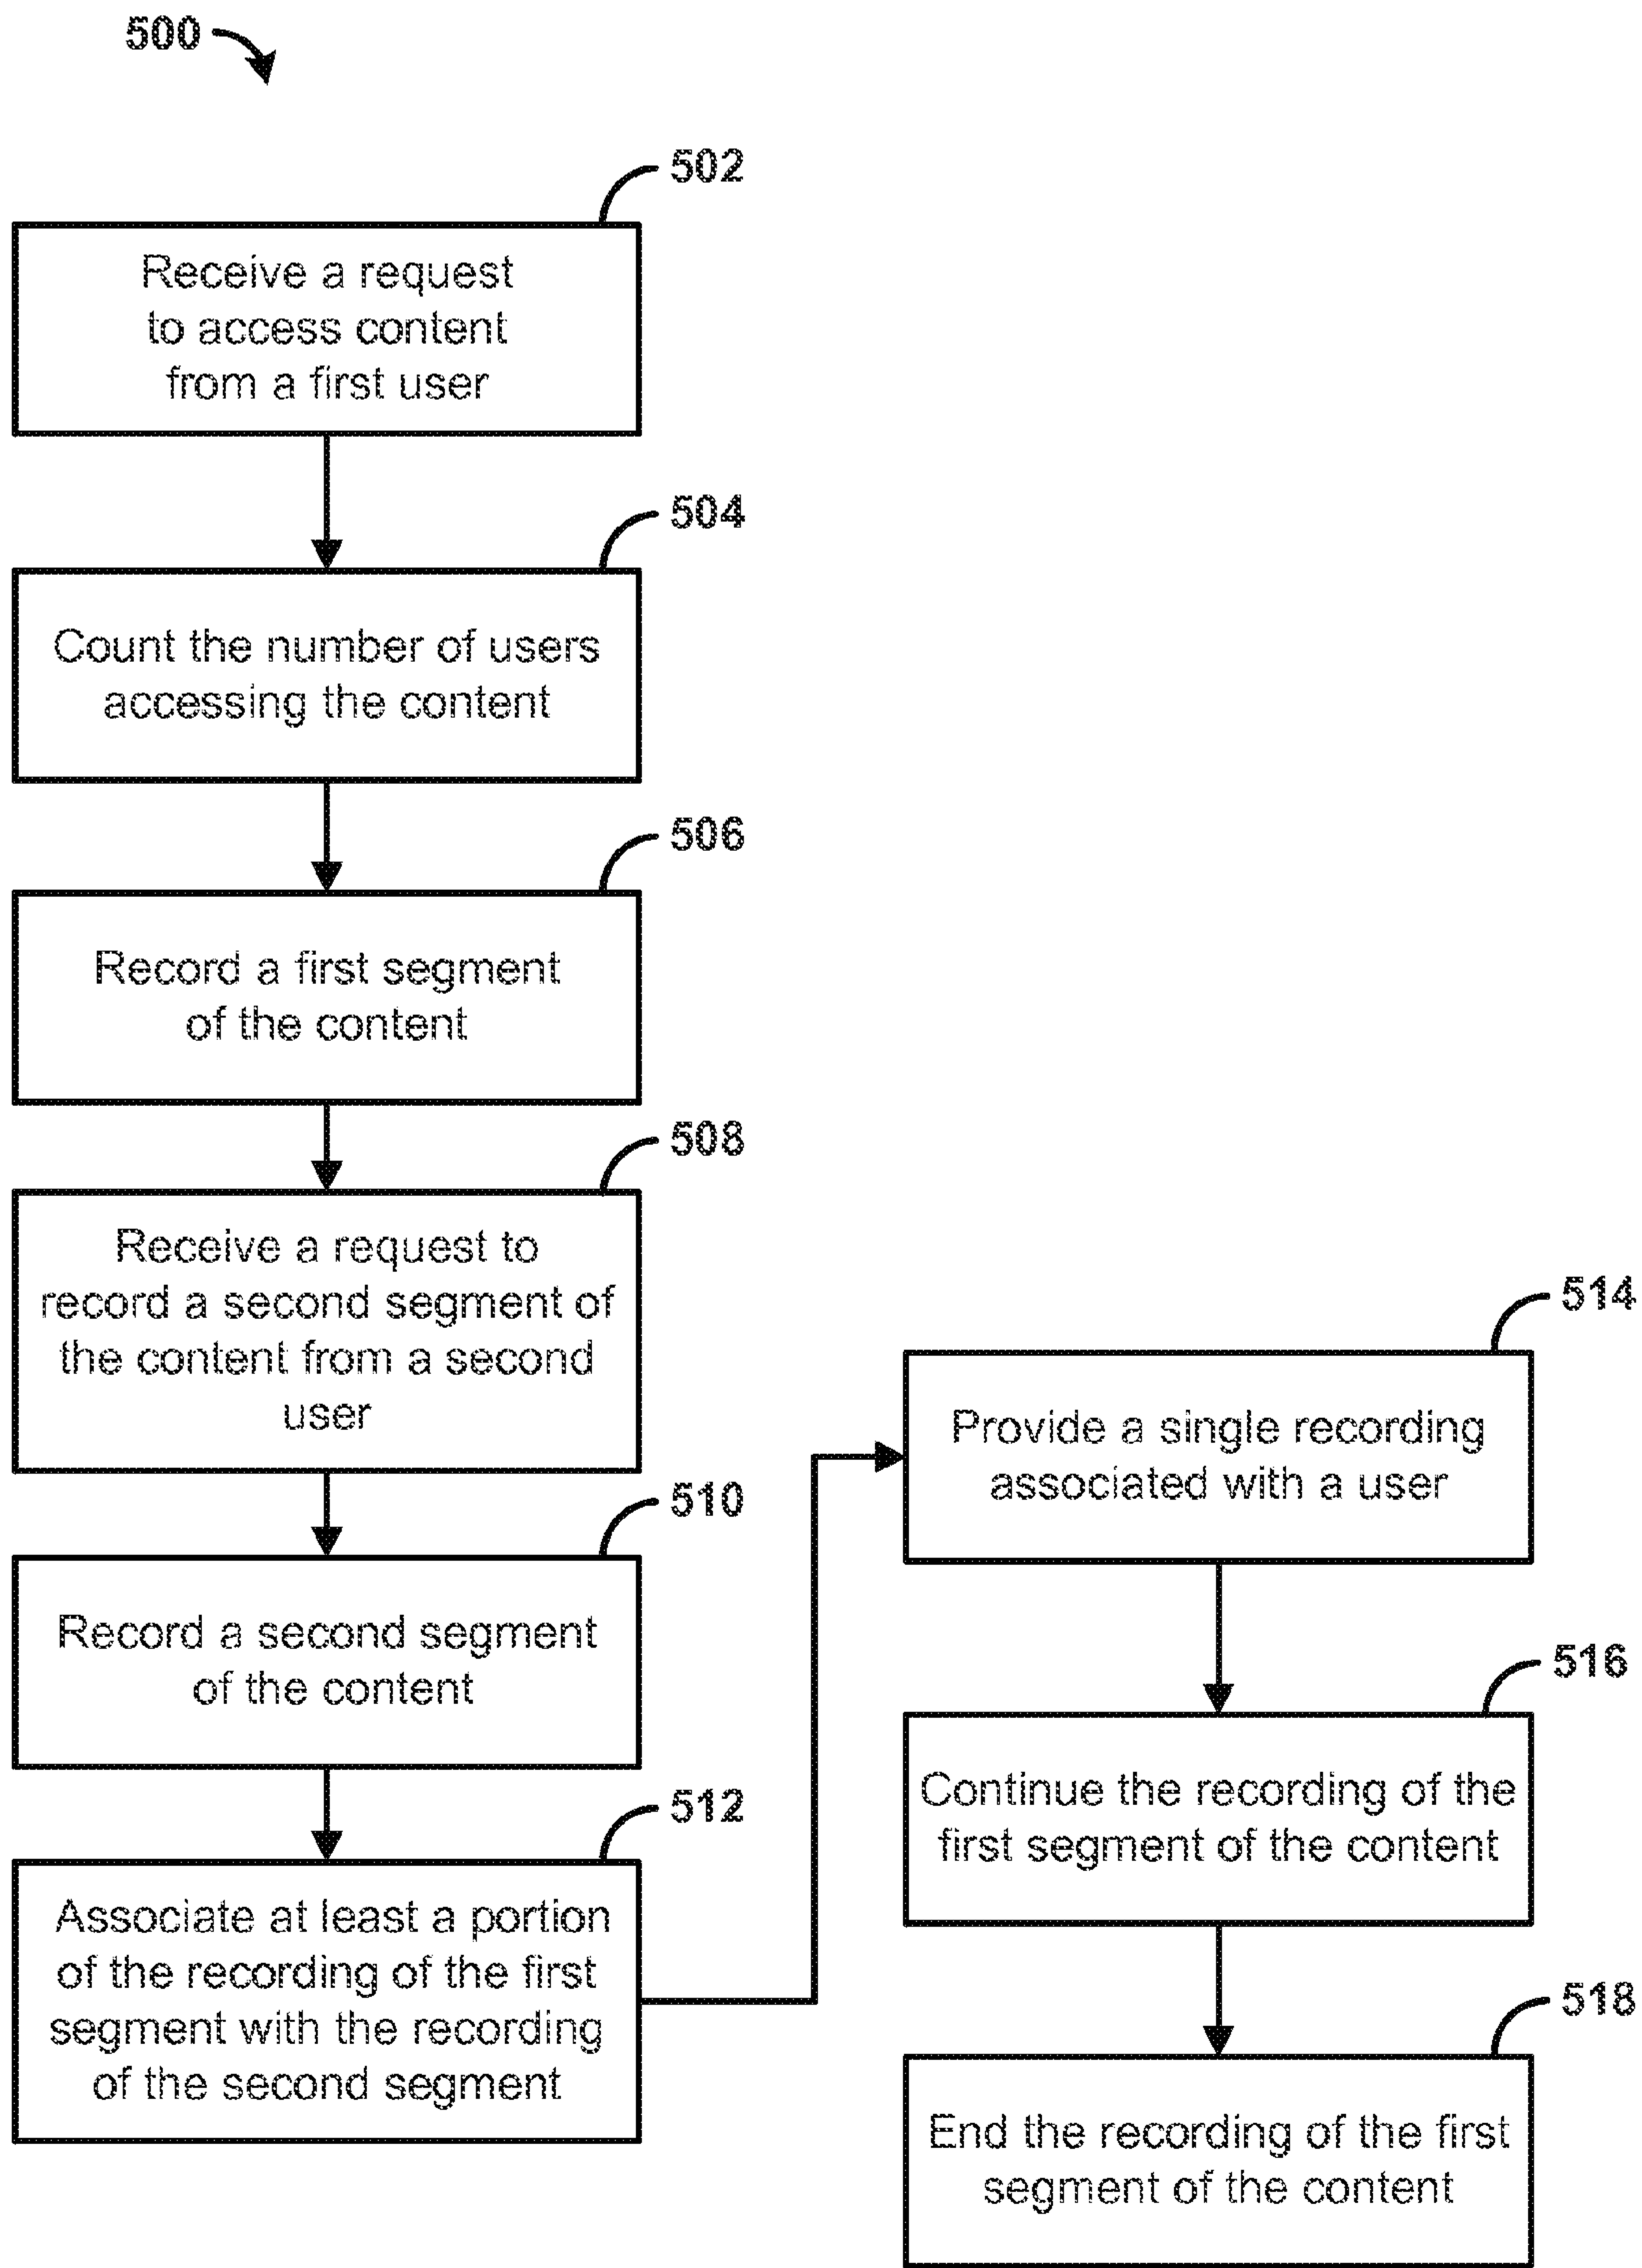 500
502
Receive a request
to access content
from a first user
504
Count the number of users
accessing the content
506
Record a first segment
of the content
508
Receive a request to
record a second segment of
the content from a second
user
510
Record a second segment
of the content
512
Associate at least a portion
of the recording of the first
segment with the recording
of the second segment
514
Provide a single recording
associated with a user
516
Continue the recording of the
first segment of the content
518
End the recording of the first
segment of the content